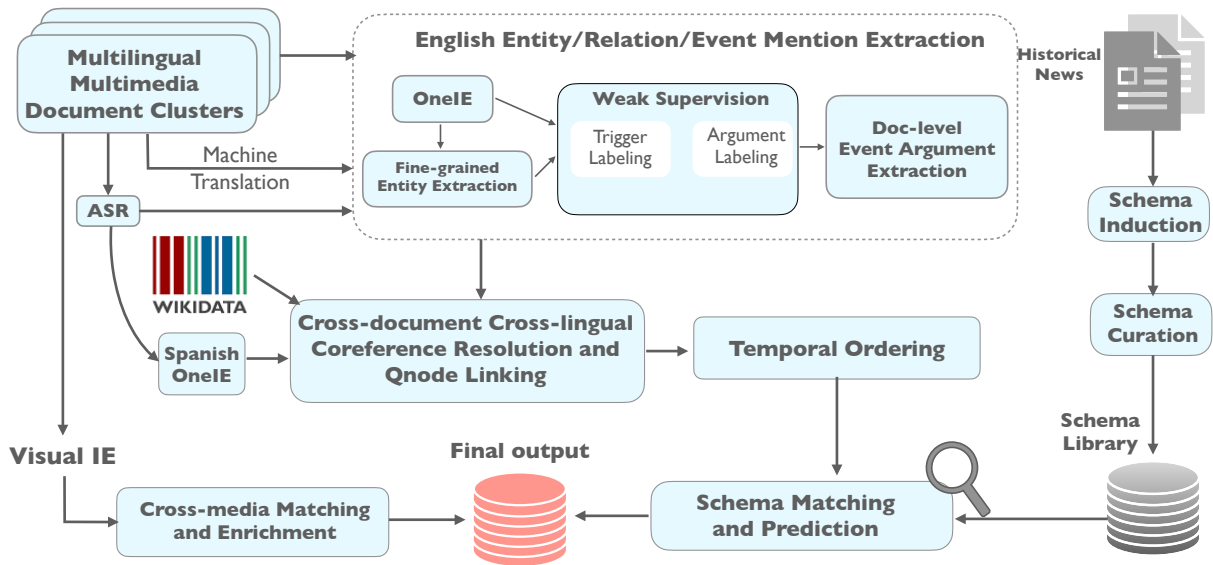 English Entity/Relation/Event Mention Extraction
Multilingual
Multimedia
Document Clusters
Historical
News
OneIE
Weak Supervision
Trigger
Labeling
Argument
Labeling
Doc-level
Event Argument
Extraction
Fine-grained
Entity Extraction
Machine
Translation
ASR
Schema
Induction
WIKIDATA
Schema
Curation
Cross-document Cross-lingual
Coreference Resolution and
Qnode Linking
Spanish
OneIE
Temporal Ordering
Schema
Library
Visual IE
Final output
Cross-media Matching
and Enrichment
Schema Matching
and Prediction